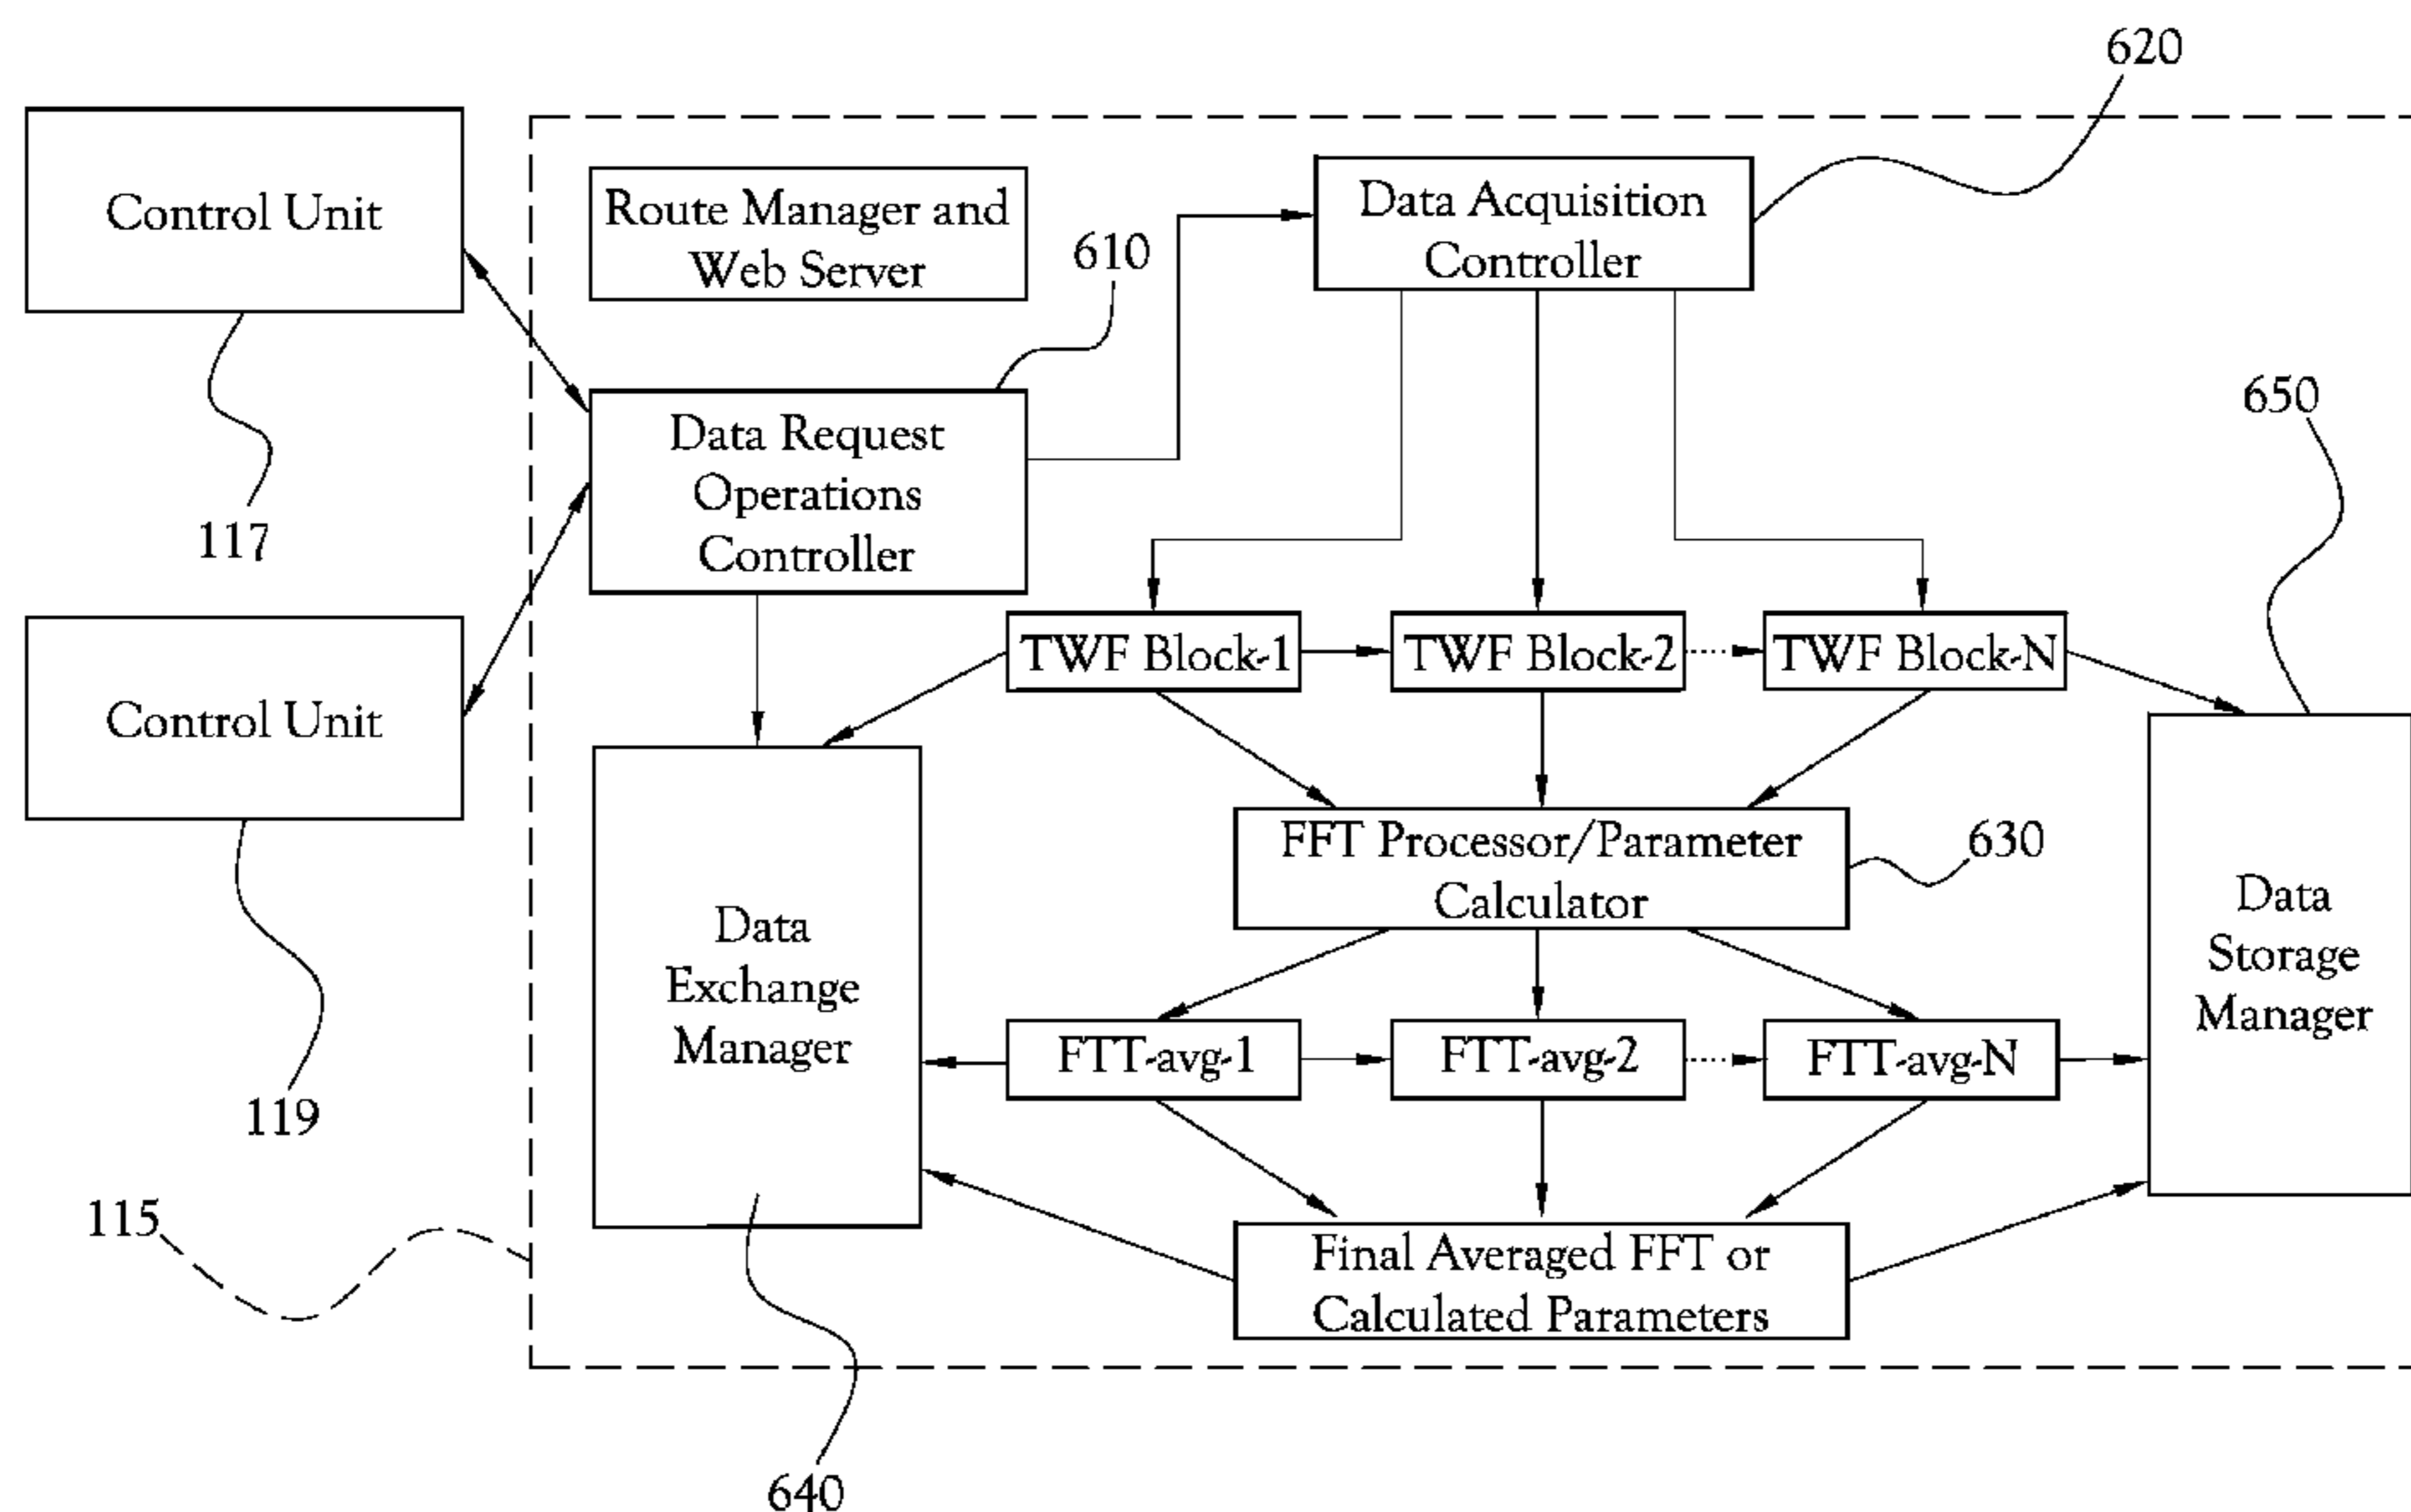 620
Control Unit
Route Manager and
Web Server
Data Acquisition
Controller
610
117
Data Request
Operations
Controller
650
Control Unit
TWF Block-1
TWF Block-2
TWF Block-N
119
Data
Exchange
Manager
FFT Processor/Parameter
Calculator
630
Data
Storage
Manager
FTT-avg-1
FTT-avg-2
FTT-avg-N
115
Final Averaged FFT or
Calculated Parameters
640